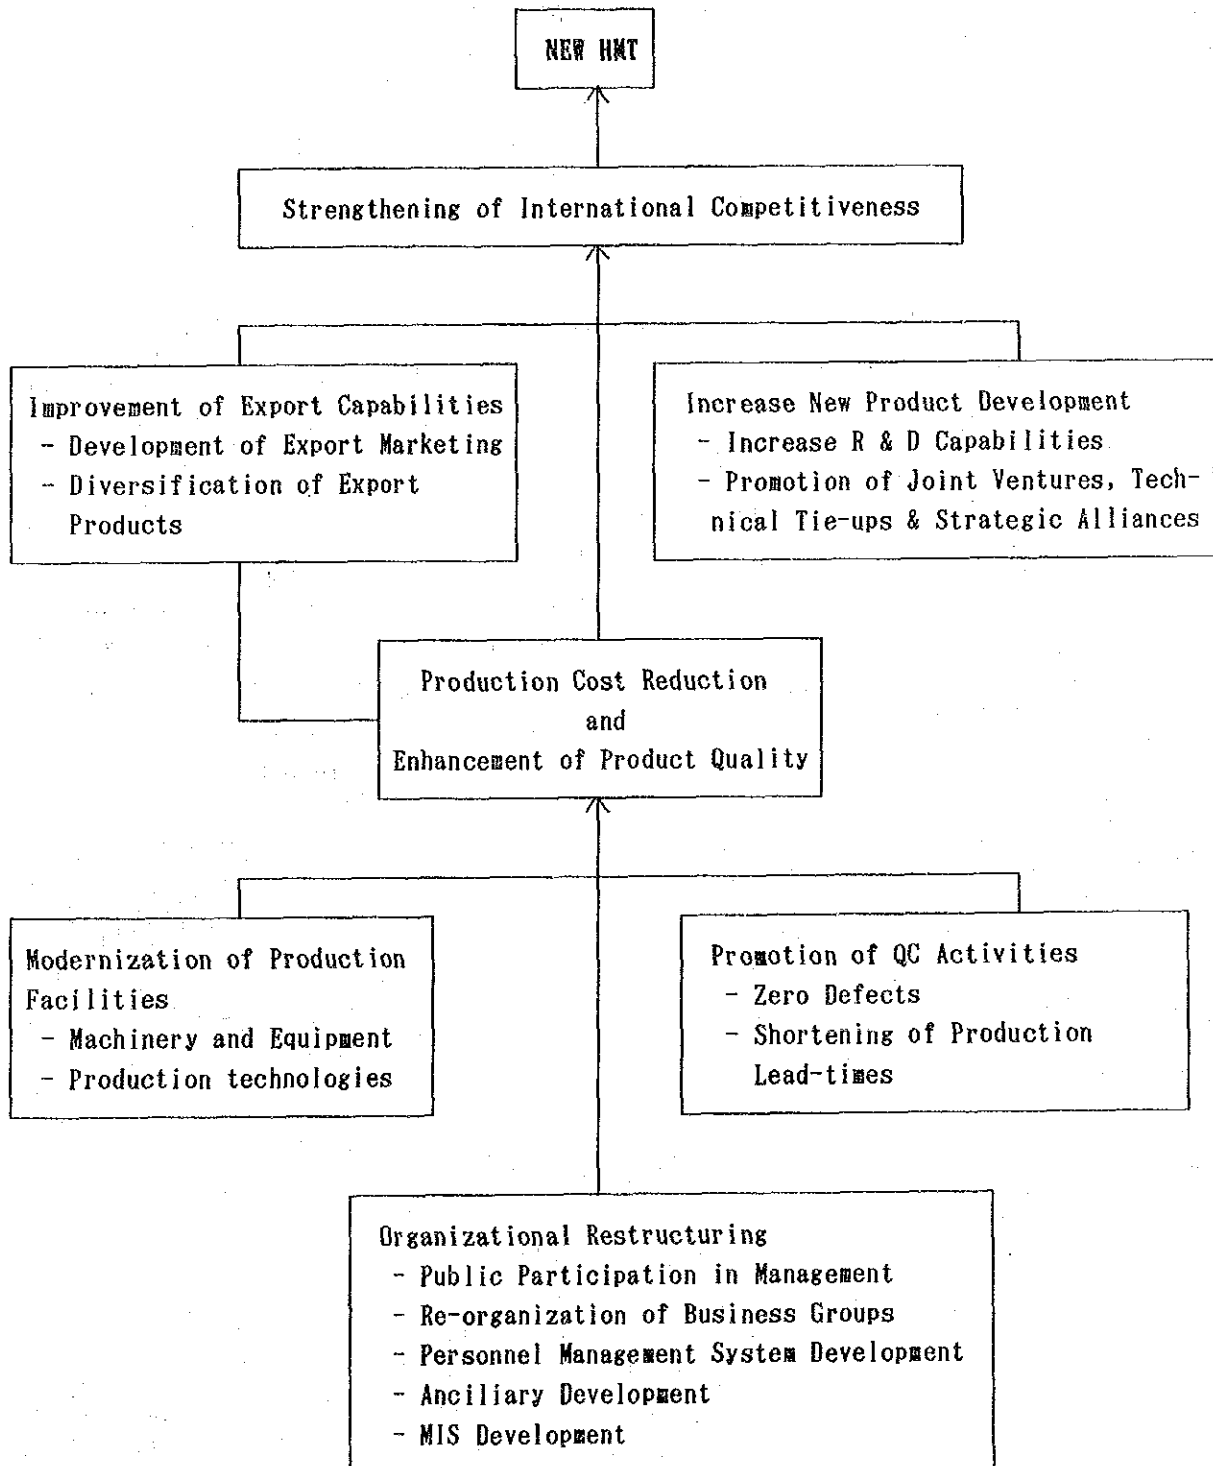 NEW HMT
Strengthening of International Competitiveness
Improvement of Export Capabilities
- Development of Export Marketing
- Diversification of Export
Products
Increase New Product Development
- Increase R & D Capabilities
- Promotion of Joint Ventures, Tech-
nical Tie-ups & Strategic Alliances
Production Cost Reduction
and
Enhancement of Product Quality
Modernization of Production
Facilities
- Machinery and Equipment
- Production technologies
Promotion of QC Activities
- Zero Defects
- Shortening of Production
Lead-times
Organizational Restructuring
- Public Participation in Management
- Re-organization of Business Groups
- Personnel Management System Development
- Anciliary Development
- MIS Development